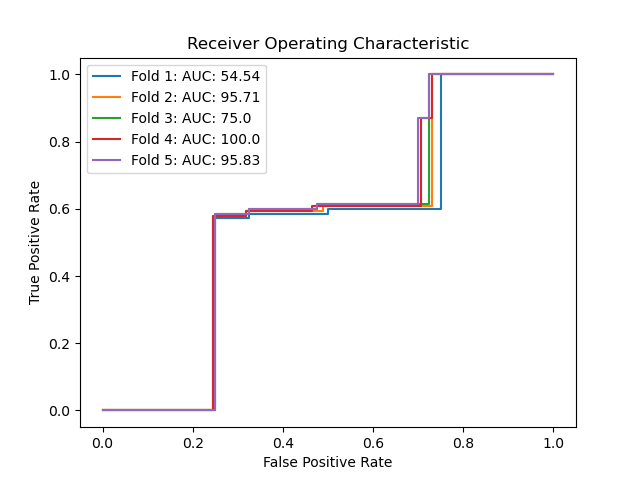 Receiver Operating Characteristic
Fold 1: AUC: 54.54
Fold 2: AUC: 95.71
Fold 3: AUC: 75.0
Fold 4: AUC: 100.0
Fold 5: AUC: 95.83
1.0
0.8
0.6
0.4
0.2
0.0
True Positive Rate
0.0 0.2 0.4 0.6 0.8 1.0
False Positive Rate